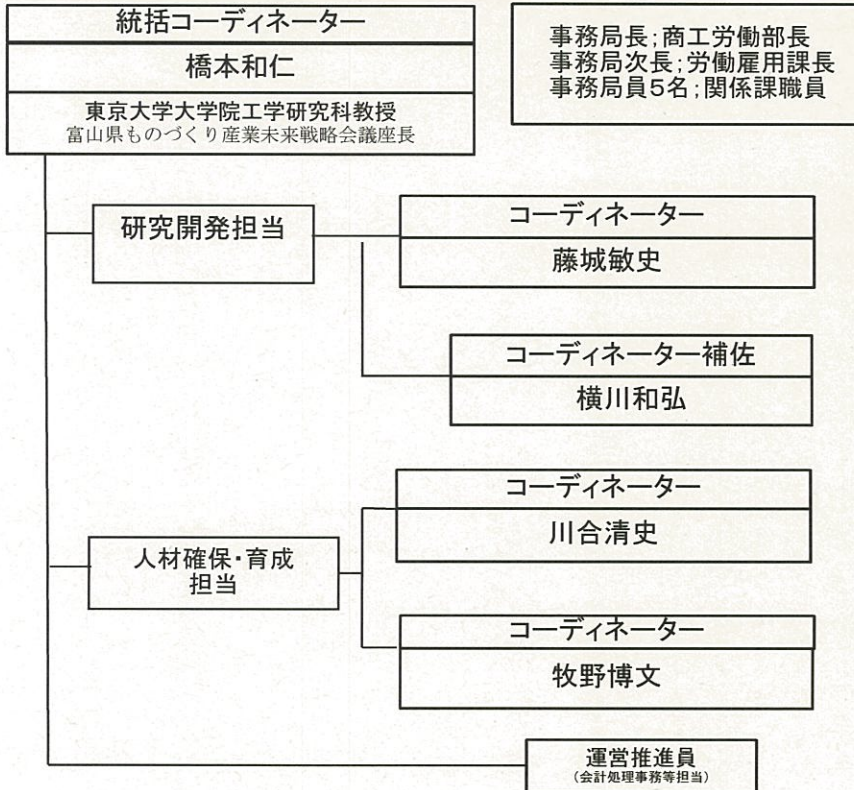 統括コーディネーター
橋本和仁
東京大学大学院工学研究科教授
富山県ものづくり産業未来戦略会議座長
事務局長;商工労働部長
事務局次長;労働雇用課長
事務局員5名;関係課職員
研究開発担当
コーディネーター
藤城敏史
コーディネーター補佐
横川和弘
人材確保・育成
担当
コーディネーター
川合清史
コーディネーター
牧野博文
運営推進員
(会計処理事務等担当)